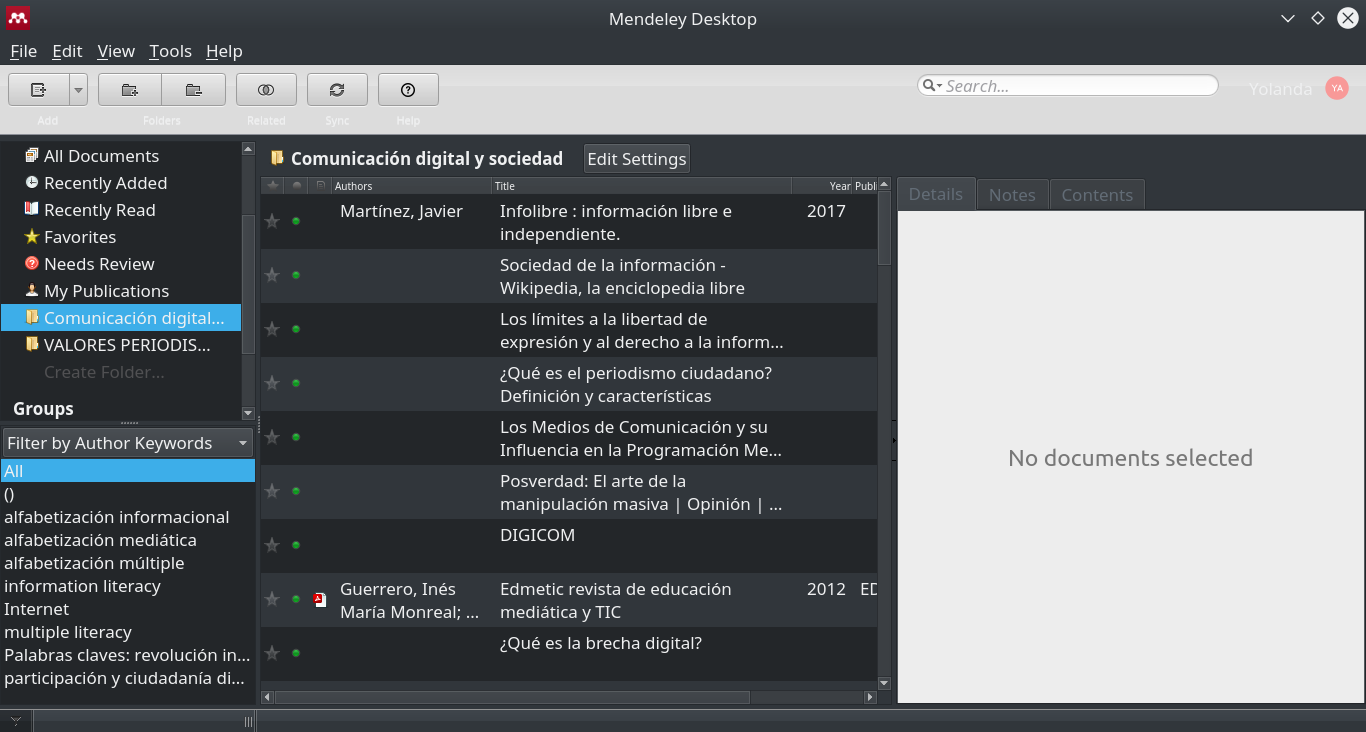 Mendeley Desktop
File Edit View Tools Help
Search...
Yolanda YA
Add Folders Related Sync Help
All Documents
Recently Added
Recently Read
Favorites
Needs Review
My Publications
Comunicación digital...
VALORES PERIODIS...
Create Folder...
Groups
Filter by Author Keywords
All
()
alfabetización informacional
alfabetización mediática
alfabetización múltiple
information literacy
Internet
multiple literacy
Palabras claves: revolución in...
participación y ciudadanía di...
Comunicación digital y sociedad Edit Settings
Authors Title Year Publi
Martínez, Javier Infolibre : información libre e 2017
independiente.
Sociedad de la información -
Wikipedia, la enciclopedia libre
Los límites a la libertad de
expresión y al derecho a la inform...
¿Qué es el periodismo ciudadano?
Definición y características
Los Medios de Comunicación y su
Influencia en la Programación Me...
Posverdad: El arte de la
manipulación masiva | Opinión | ...
DIGICOM
Guerrero, Inés Edmetic revista de educación 2012 ED
María Monreal; ... mediática y TIC
¿Qué es la brecha digital?
Details Notes Contents
No documents selected